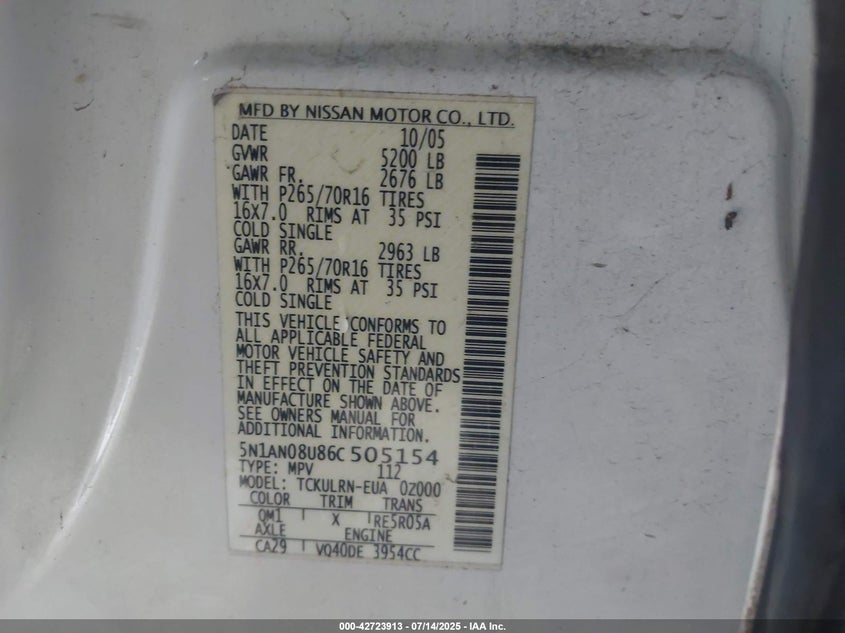 MFD BY NISSAN MOTOR CO., LTD.
DATE 10/05
GVWR 5200 LB
GAWR FR. 2676 LB
WITH P265/70R16 TIRES
16X7.0 RIMS AT 35 PSI
COLD SINGLE
GAWR RR. 2963 LB
WITH P265/70R16 TIRES
16X7.0 RIMS AT 35 PSI
COLD SINGLE
THIS VEHICLE CONFORMS TO
ALL APPLICABLE FEDERAL
MOTOR VEHICLE SAFETY AND
THEFT PREVENTION STANDARDS
IN EFFECT ON THE DATE OF
MANUFACTURE SHOWN ABOVE.
SEE OWNERS MANUAL FOR
ADDITIONAL INFORMATION.
5N1AN08U86C505154
TYPE: MPV 112
MODEL: TCKULRN-EUA 0Z000
COLOR TRIM TRANS
QM1 X RE5R05A
AXLE ENGINE
CA29 VQ40DE 3954CC
000-42723913 - 07/14/2025 - IAA Inc.